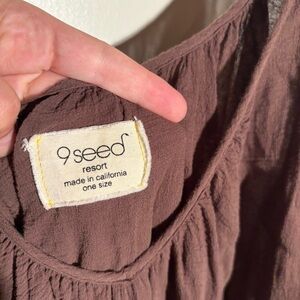 9seed
resort
made in california
one size